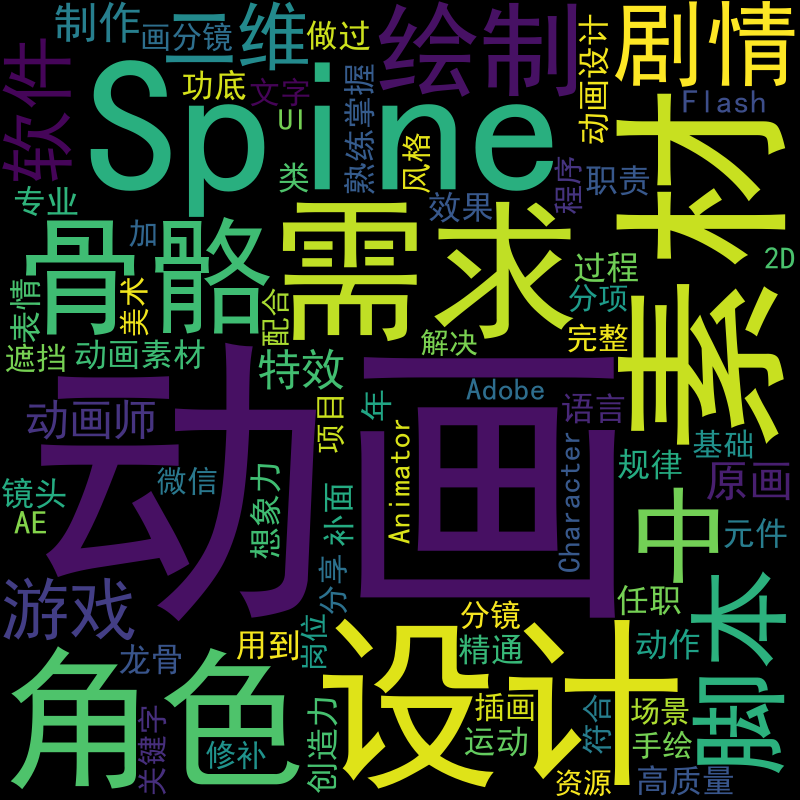 制作
画分镜
二维
做过
绘制
剧情
软件
功底
文字
Spine
UI
熟练掌握
风格
动画设计
Flash
素材
专业
类
效果
程序
职责
加
骨骼
需求
过程
2D
表情
美术
配合
分项
遮挡
动画素材
特效
解决
完整
动画
动画师
项目
年
Adobe
语言
基础
镜头
微信
想象力
补面
Animator
Character
规律
原画
AE
中
元件
游戏
分享
分镜
任职
脚本
龙骨
用到
岗位
精通
动作
角色
设计
关键字
修补
创造力
插画
运动
符合
场景
手绘
资源
高质量